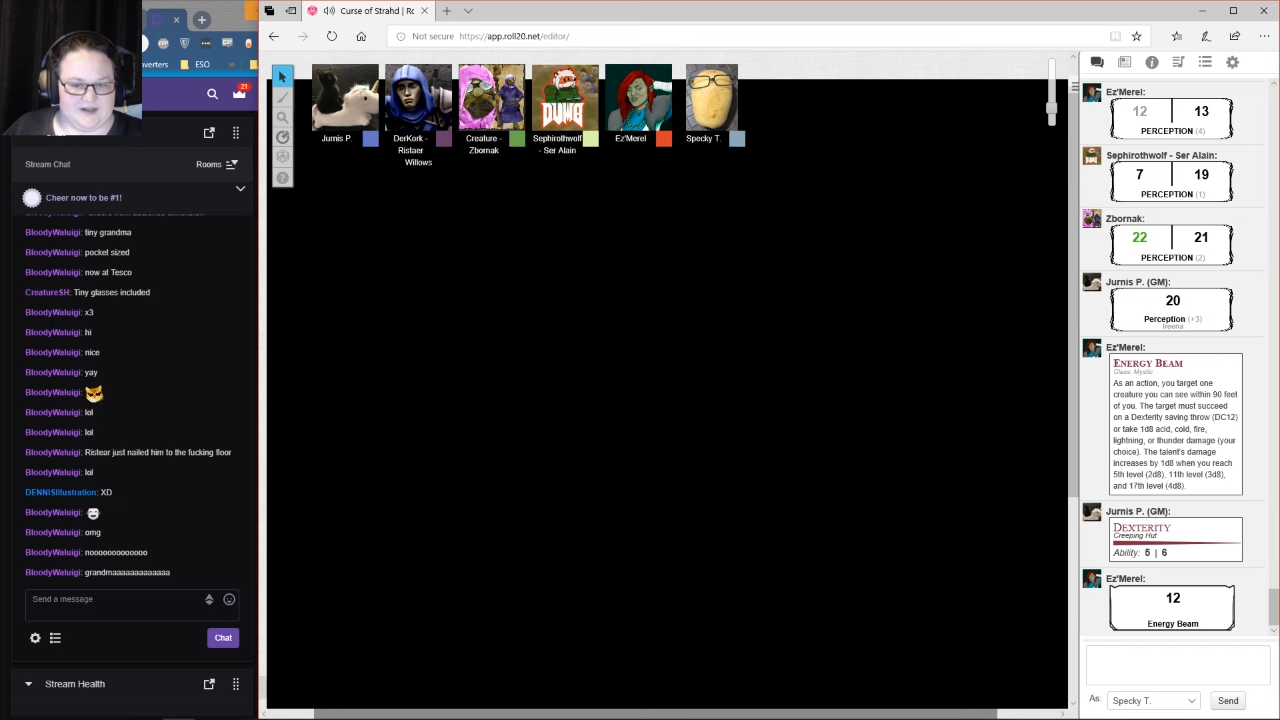 Curse of Strahd | Ro
Not secure https://app.roll20.net/editor/
nverters
ESO
»
21
Stream Chat
Rooms
Cheer now to be #1!
BloodyWaluigi: tiny grandma
BloodyWaluigi: pocket sized
BloodyWaluigi: now at Tesco
CreatureSH: Tiny glasses included
BloodyWaluigi: x3
BloodyWaluigi: hi
BloodyWaluigi: nice
BloodyWaluigi: yay
BloodyWaluigi:
BloodyWaluigi: lol
BloodyWaluigi: lol
BloodyWaluigi: Ristear just nailed him to the fucking floor
BloodyWaluigi: lol
DENNISIllustration: XD
BloodyWaluigi:
BloodyWaluigi: omg
BloodyWaluigi: nooooooooooooo
BloodyWaluigi: grandmaaaaaaaaaaaaa
Send a message
Chat
Stream Health
DUMB
Jurnis P.
DerKork - Ristaer Willows
Creature - Zbornak
Sephirothwolf - Ser Alain
Ez'Merel
Specky T.
Ez'Merel:
12 13
PERCEPTION (4)
Sephirothwolf - Ser Alain:
7 19
PERCEPTION (1)
Zbornak:
22 21
PERCEPTION (2)
Jurnis P. (GM):
20
Perception (+3)
Ireena
Ez'Merel:
ENERGY BEAM
Class: Mystic
As an action, you target one
creature you can see within 90 feet
of you. The target must succeed
on a Dexterity saving throw (DC12)
or take 1d8 acid, cold, fire,
lightning, or thunder damage (your
choice). The talent's damage
increases by 1d8 when you reach
5th level (2d8), 11th level (3d8),
and 17th level (4d8).
Jurnis P. (GM):
DEXTERITY
Creeping Hut
Ability: 5 | 6
Ez'Merel:
12
Energy Beam
As: Specky T.
Send